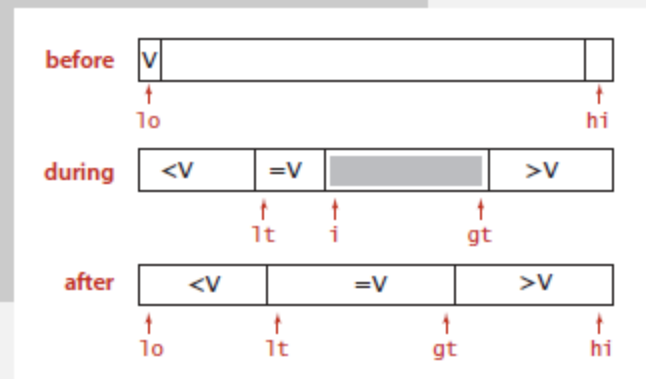 before V
lo hi
during <V =V >V
lt i gt
after <V =V >V
lo lt gt hi